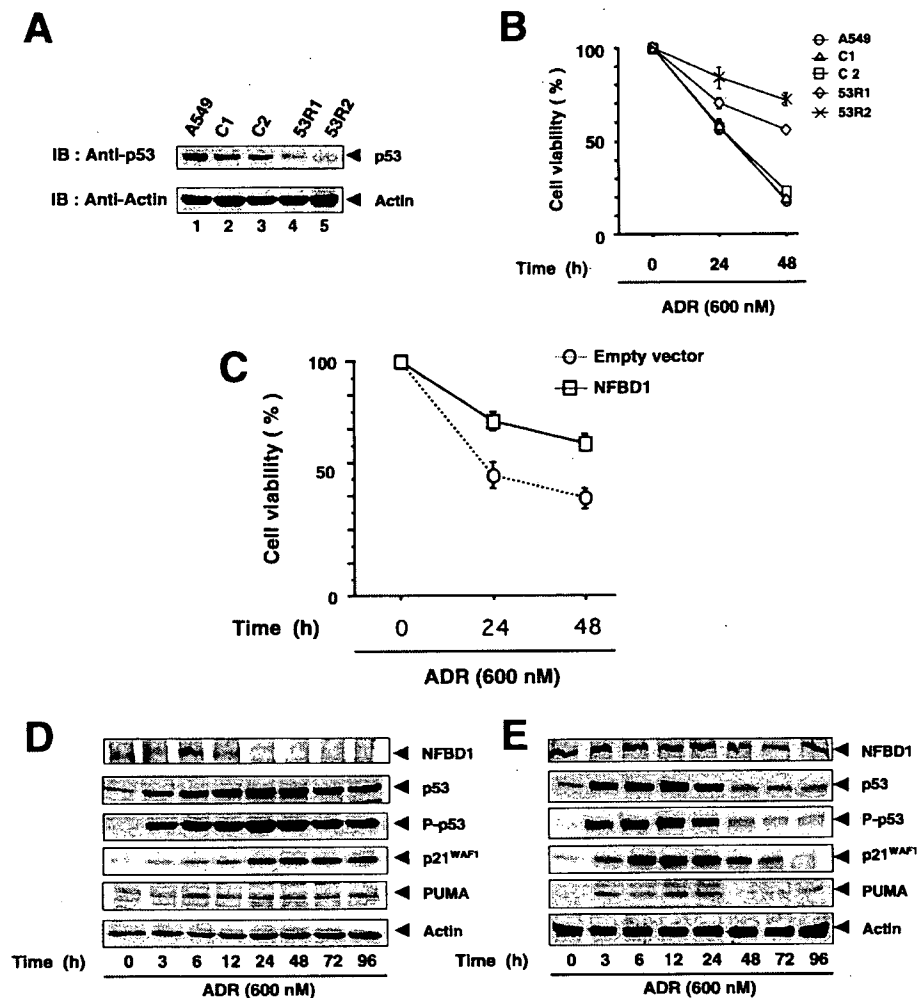 A
A549 C1 C2 53R1 53R2
IB : Anti-p53
p53
IB : Anti-Actin
Actin
1 2 3 4 5
B
100
50
0
Cell viability ( % )
A549
C1
C 2
53R1
53R2
Time (h)
0 24 48
ADR (600 nM)
C
100
50
0
Cell viability ( % )
Empty vector
NFBD1
Time (h)
0 24 48
ADR (600 nM)
D
NFBD1
p53
P-p53
p21WAF1
PUMA
Actin
Time (h) 0 3 6 12 24 48 72 96
ADR (600 nM)
E
NFBD1
p53
P-p53
p21WAF1
PUMA
Actin
Time (h) 0 3 6 12 24 48 72 96
ADR (600 nM)